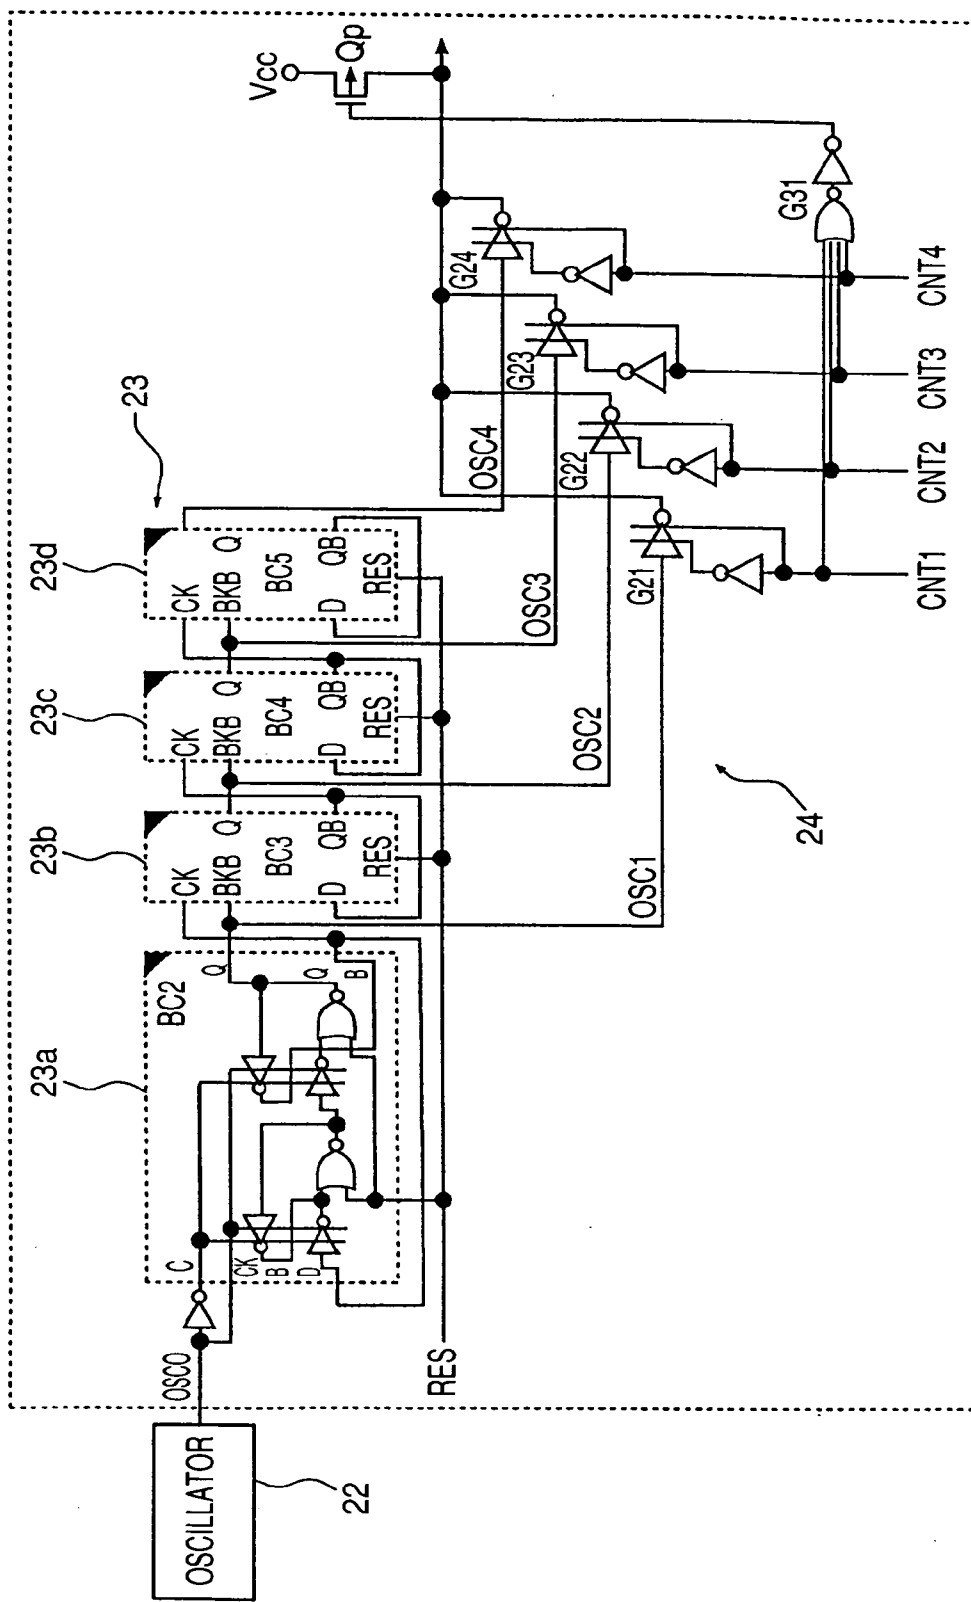 OSCILLATOR
22
OSC0
C
CK
B
D
23a
BC2
Q
Q
B
RES
23b
CK
BKB
Q
BC3
D
QB
RES
23c
CK
BKB
Q
BC4
D
QB
RES
23d
CK
BKB
Q
BC5
D
QB
RES
23
OSC1
OSC2
OSC3
OSC4
24
G21
G22
G23
G24
Vcc
Qp
G31
CNT1
CNT2
CNT3
CNT4